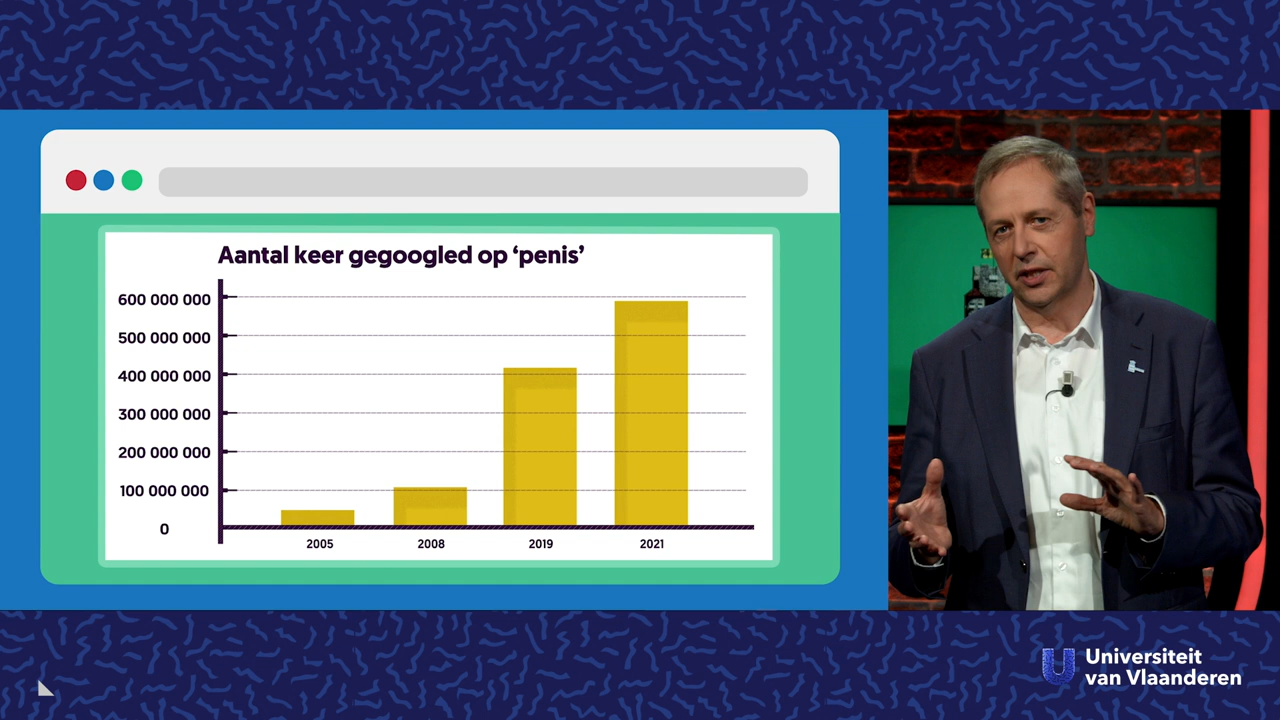 Aantal keer gegoogled op ‘penis’
600 000 000
500 000 000
400 000 000
300 000 000
200 000 000
100 000 000
0
2005 2008 2019 2021
Universiteit
van Vlaanderen